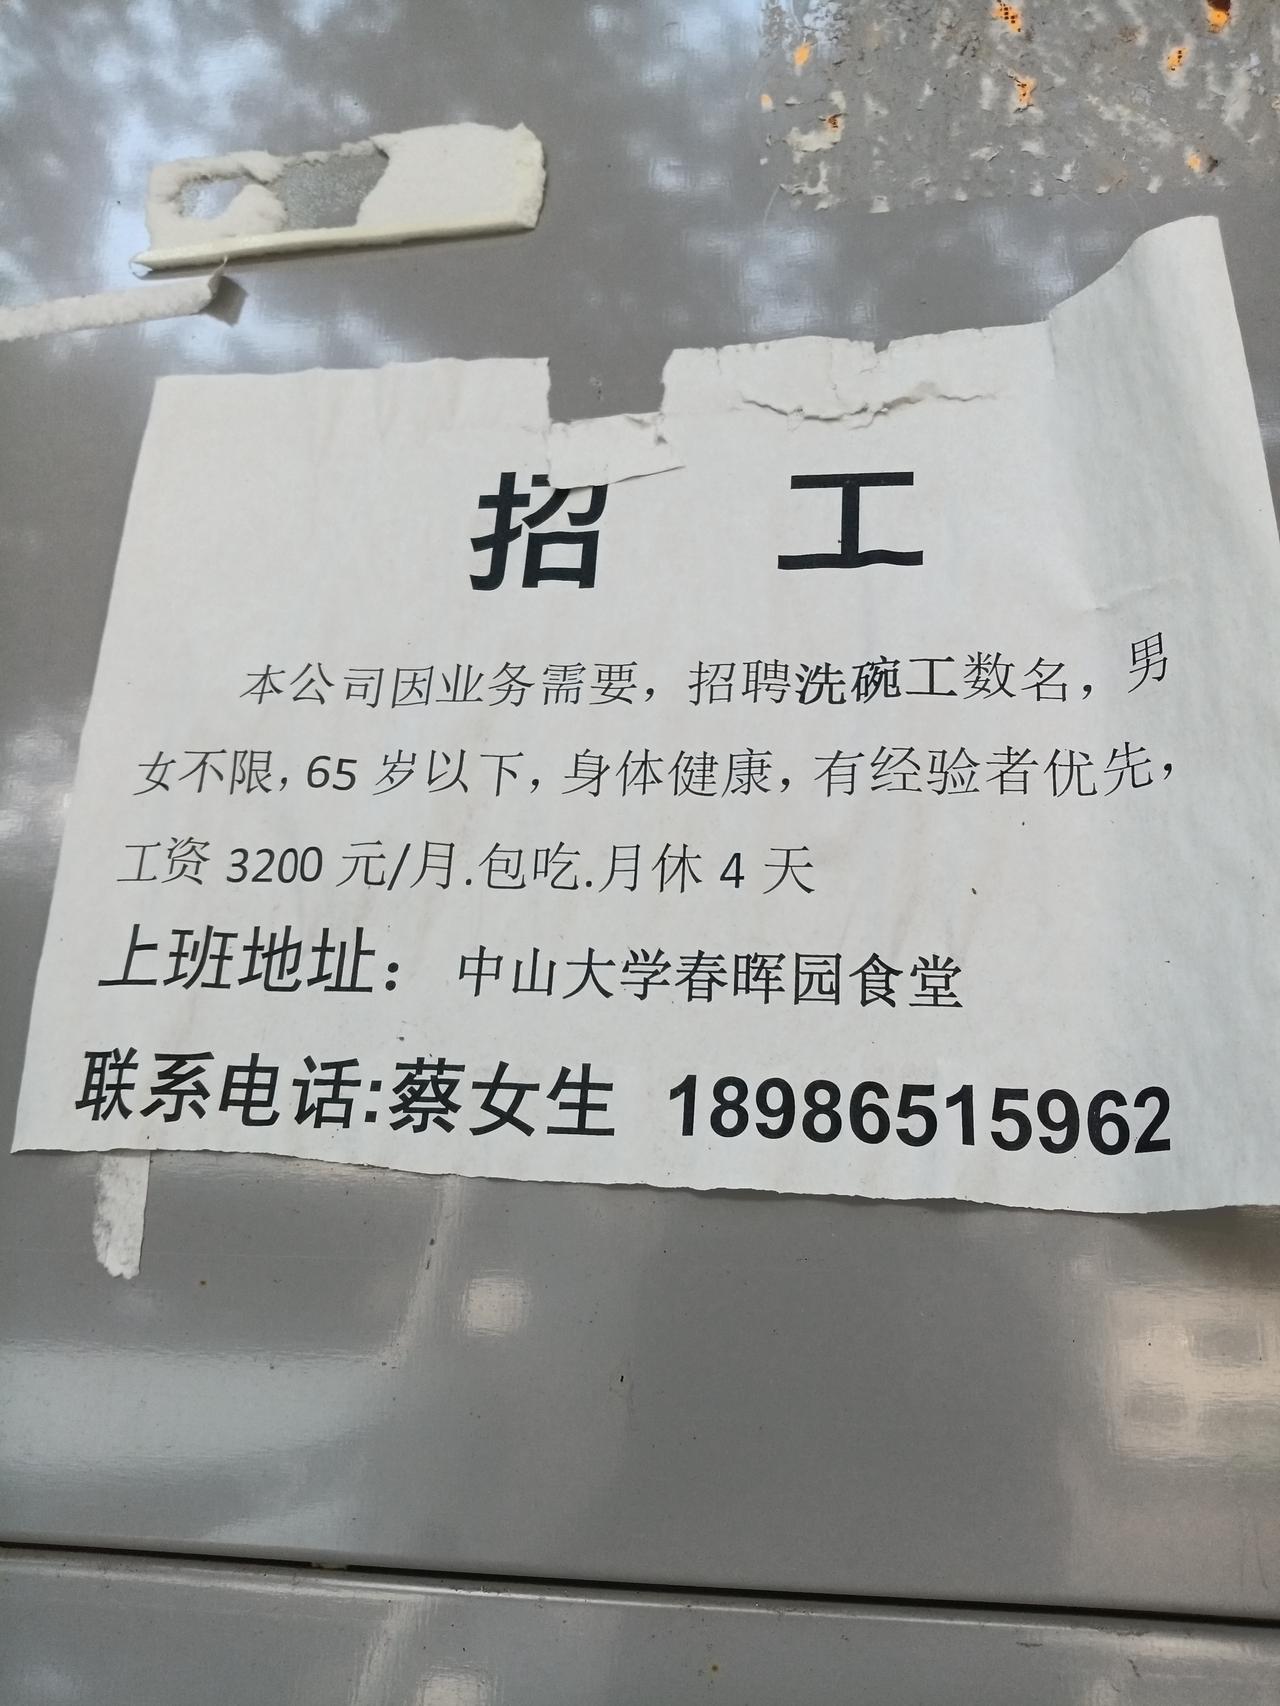 招 工
本公司因业务需要，招聘洗碗工数名，男
女不限，65 岁以下，身体健康，有经验者优先，
工资 3200 元/月.包吃.月休 4 天
上班地址： 中山大学春晖园食堂
联系电话:蔡女生 18986515962